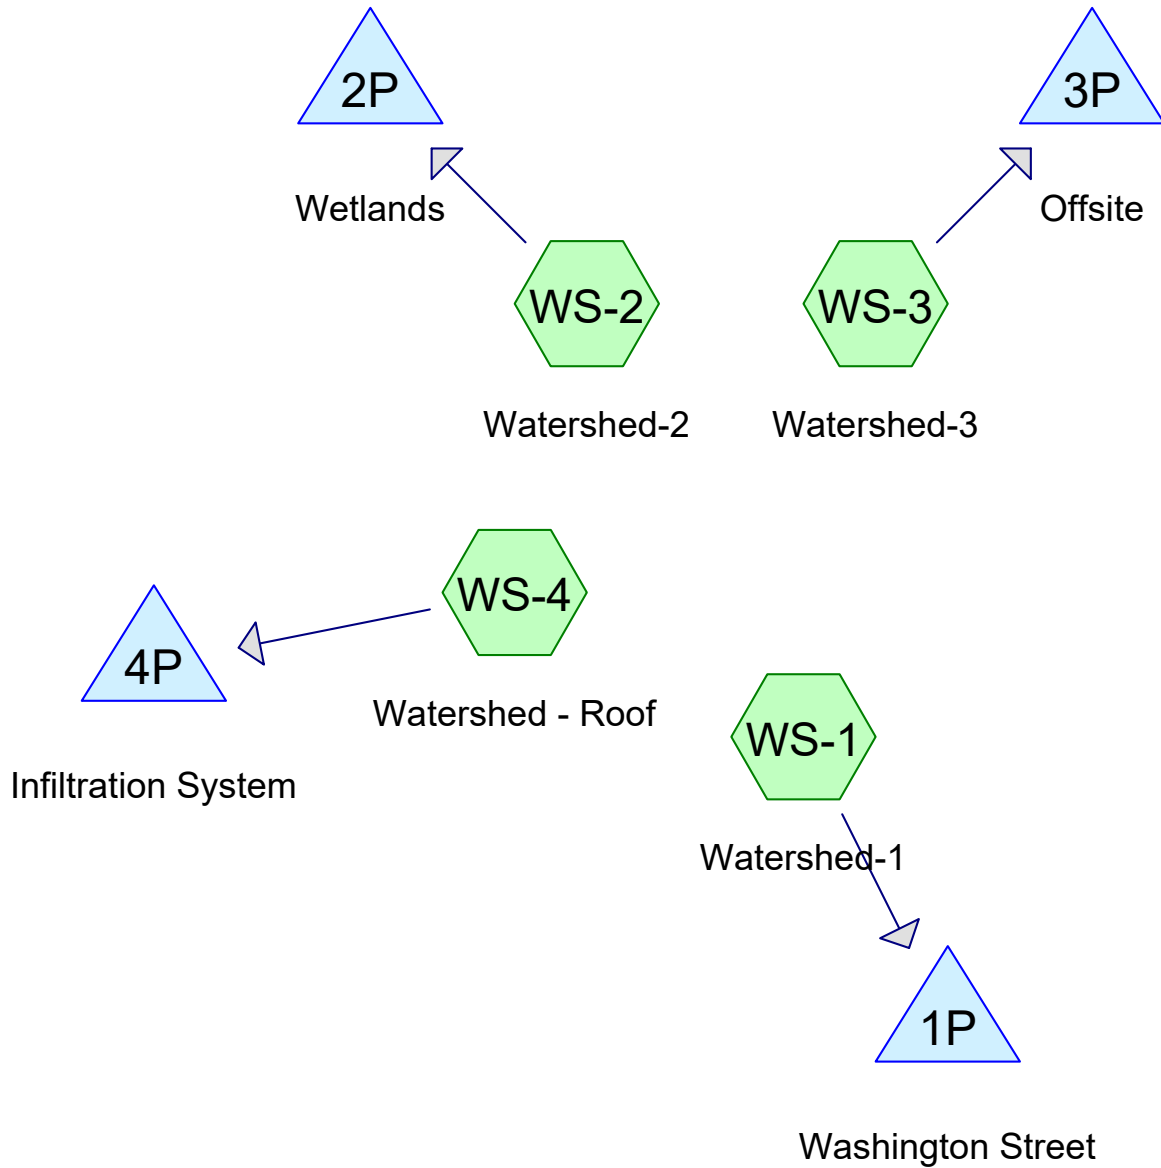 2P
3P
Wetlands
Offsite
WS-2
WS-3
Watershed-2
Watershed-3
WS-4
4P
Watershed - Roof
WS-1
Infiltration System
Watershed-1
1P
Washington Street